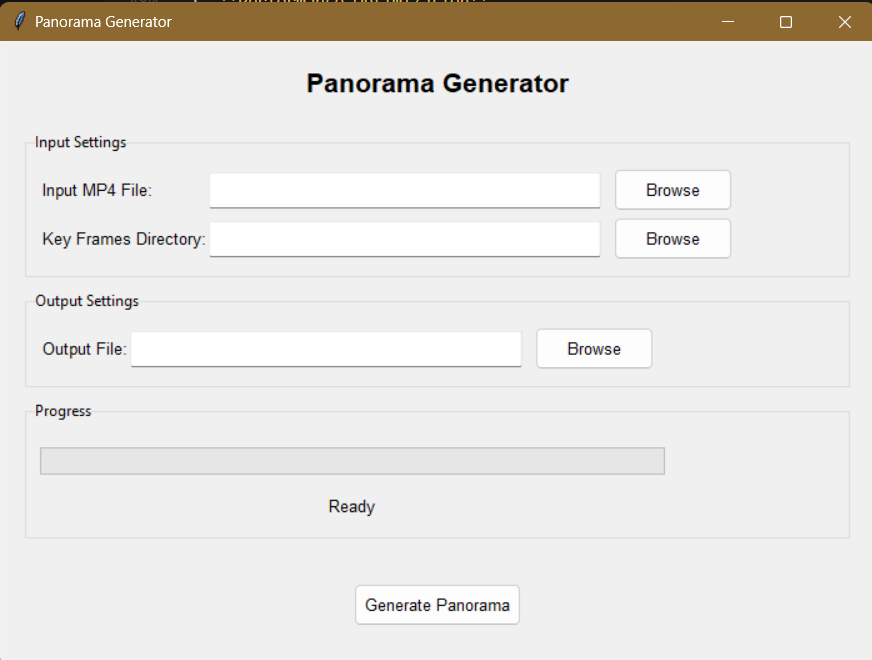 Panorama Generator
Panorama Generator
Input Settings
Input MP4 File: Browse
Key Frames Directory: Browse
Output Settings
Output File: Browse
Progress
Ready
Generate Panorama